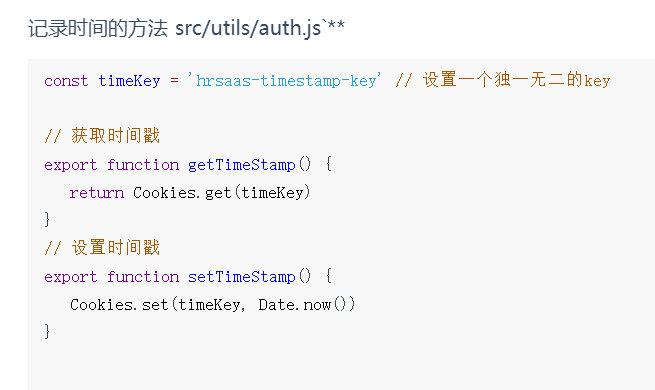 记录时间的方法 src/utils/auth.js`**
const timeKey = 'hrsaas-timestamp-key' // 设置一个独一无二的key
// 获取时间戳
export function getTimeStamp() {
return Cookies.get(timeKey)
}
// 设置时间戳
export function setTimeStamp() {
Cookies.set(timeKey, Date.now())
}